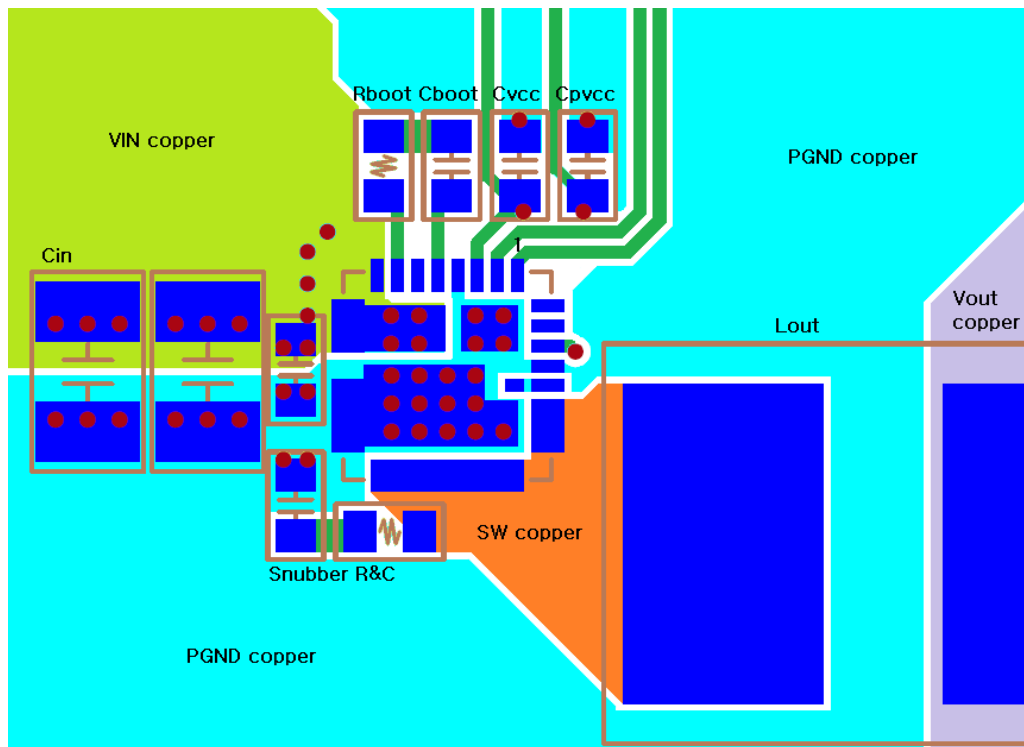 Rboot Cboot Cvcc Cpvcc
VIN copper
PGND copper
1
Cin
Vout
copper
Lout
SW copper
Snubber R&C
PGND copper